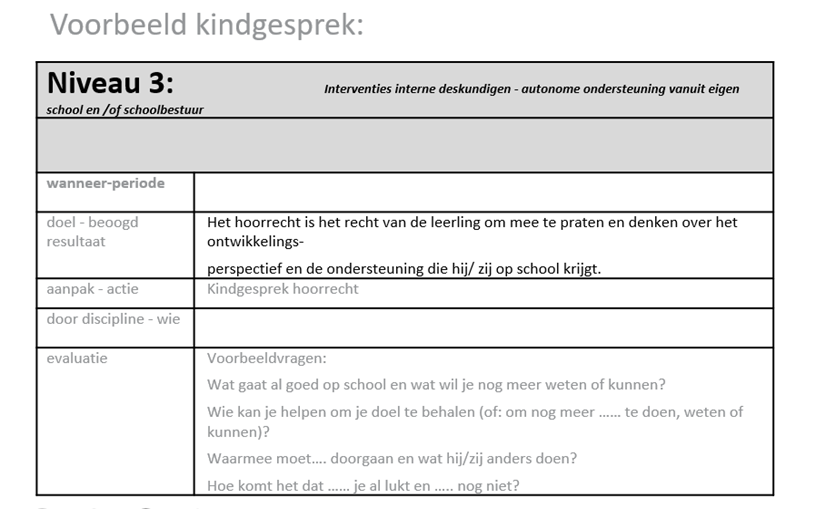 Voorbeeld kindgesprek:
Niveau 3: Interventies interne deskundigen - autonome ondersteuning vanuit eigen
school en /of schoolbestuur
wanneer-periode
doel - beoogd
resultaat
Het hoorrecht is het recht van de leerling om mee te praten en denken over het
ontwikkelings-
perspectief en de ondersteuning die hij/ zij op school krijgt.
aanpak - actie
Kindgesprek hoorrecht
door discipline - wie
evaluatie
Voorbeeldvragen:
Wat gaat al goed op school en wat wil je nog meer weten of kunnen?
Wie kan je helpen om je doel te behalen (of: om nog meer …… te doen, weten of
kunnen)?
Waarmee moet…. doorgaan en wat hij/zij anders doen?
Hoe komt het dat …… je al lukt en ….. nog niet?